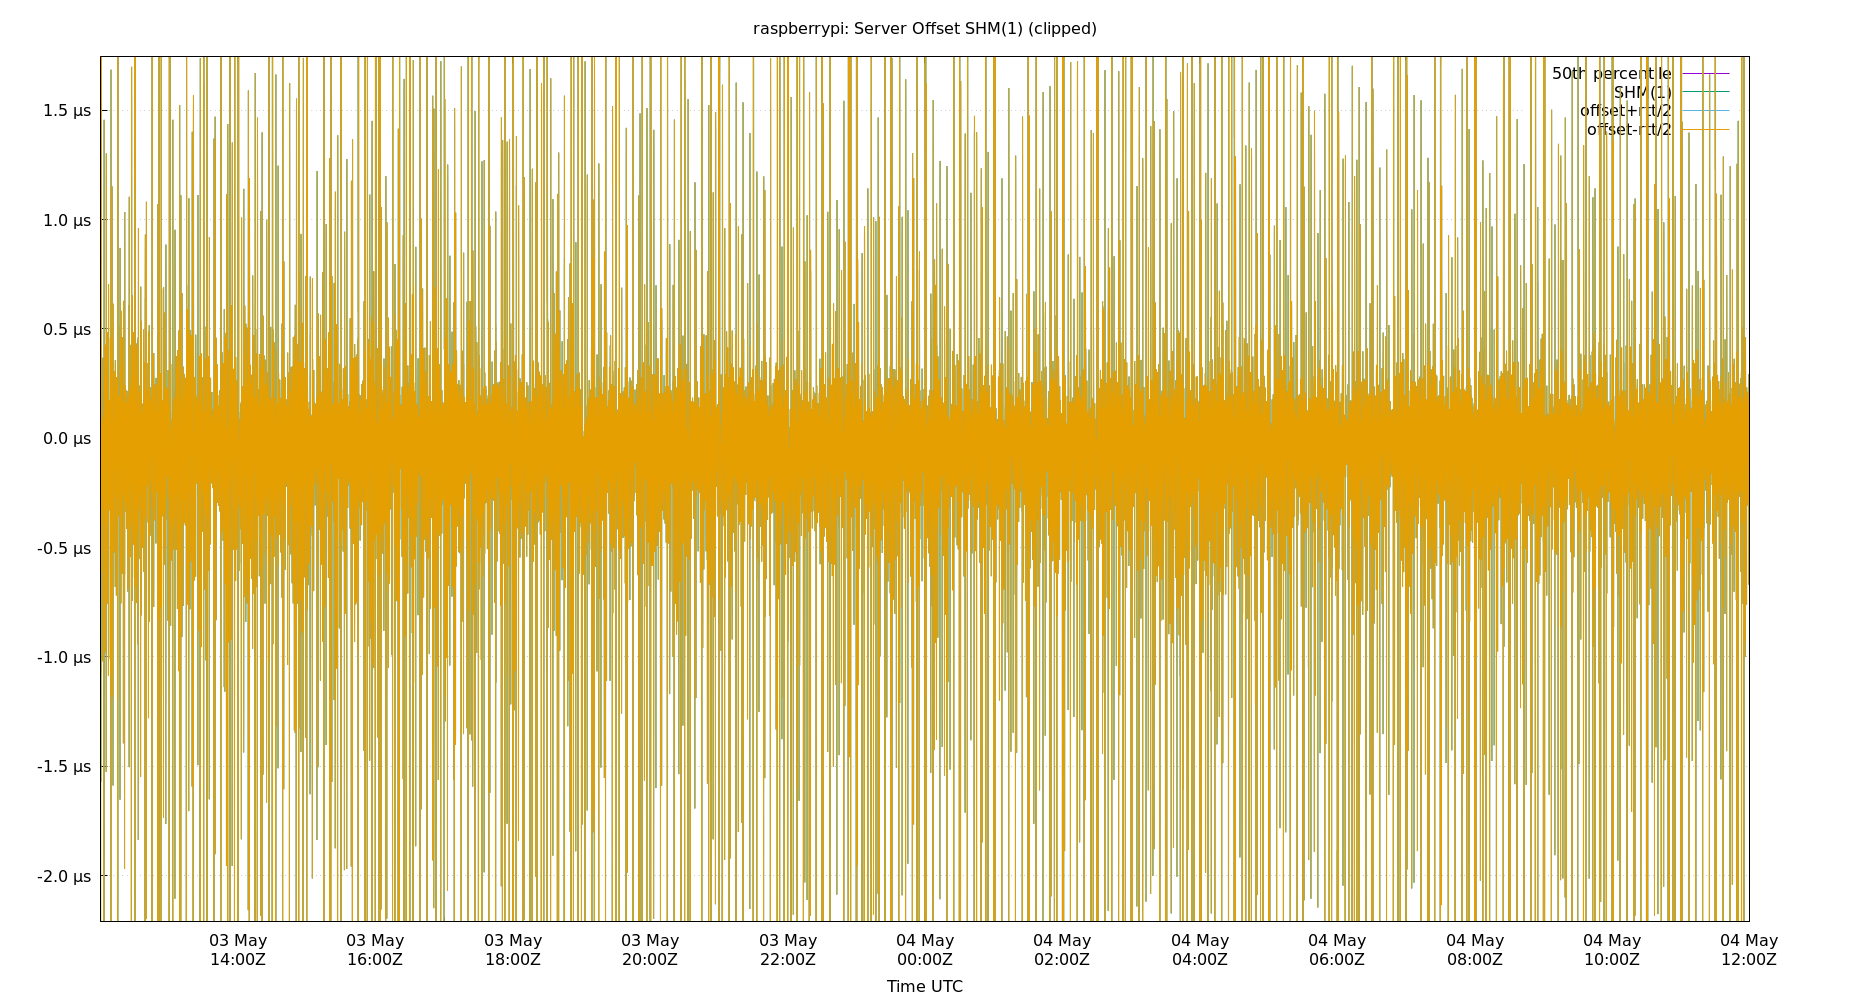 raspberrypi: Server Offset SHM(1) (clipped)
50th percentile
SHM(1)
offset+rtt/2
offset-rtt/2
1.5 µs
1.0 µs
0.5 µs
0.0 µs
-0.5 µs
-1.0 µs
-1.5 µs
-2.0 µs
03 May 03 May 03 May 03 May 03 May 04 May 04 May 04 May 04 May 04 May 04 May 04 May
14:00Z 16:00Z 18:00Z 20:00Z 22:00Z 00:00Z 02:00Z 04:00Z 06:00Z 08:00Z 10:00Z 12:00Z
Time UTC